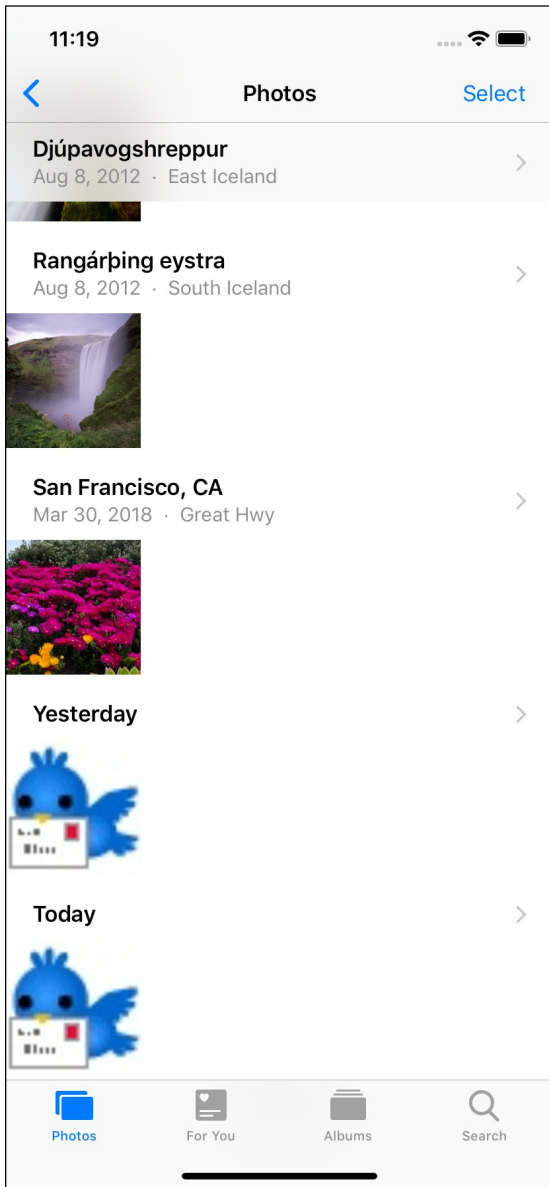 11:19
Photos
Select
Djúpavogshreppur
Aug 8, 2012 · East Iceland
Rangárþing eystra
Aug 8, 2012 · South Iceland
San Francisco, CA
Mar 30, 2018 · Great Hwy
Yesterday
Today
Photos
For You
Albums
Search